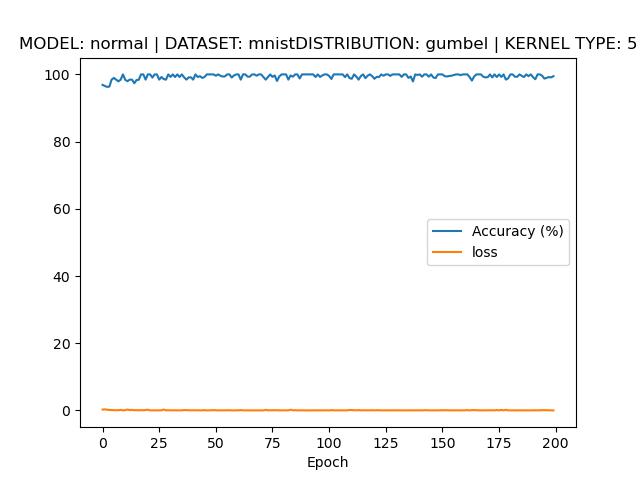 MODEL: normal | DATASET: mnistDISTRIBUTION: gumbel | KERNEL TYPE: 5
100
80
60
40
20
0
Accuracy (%)
loss
0 25 50 75 100 125 150 175 200
Epoch